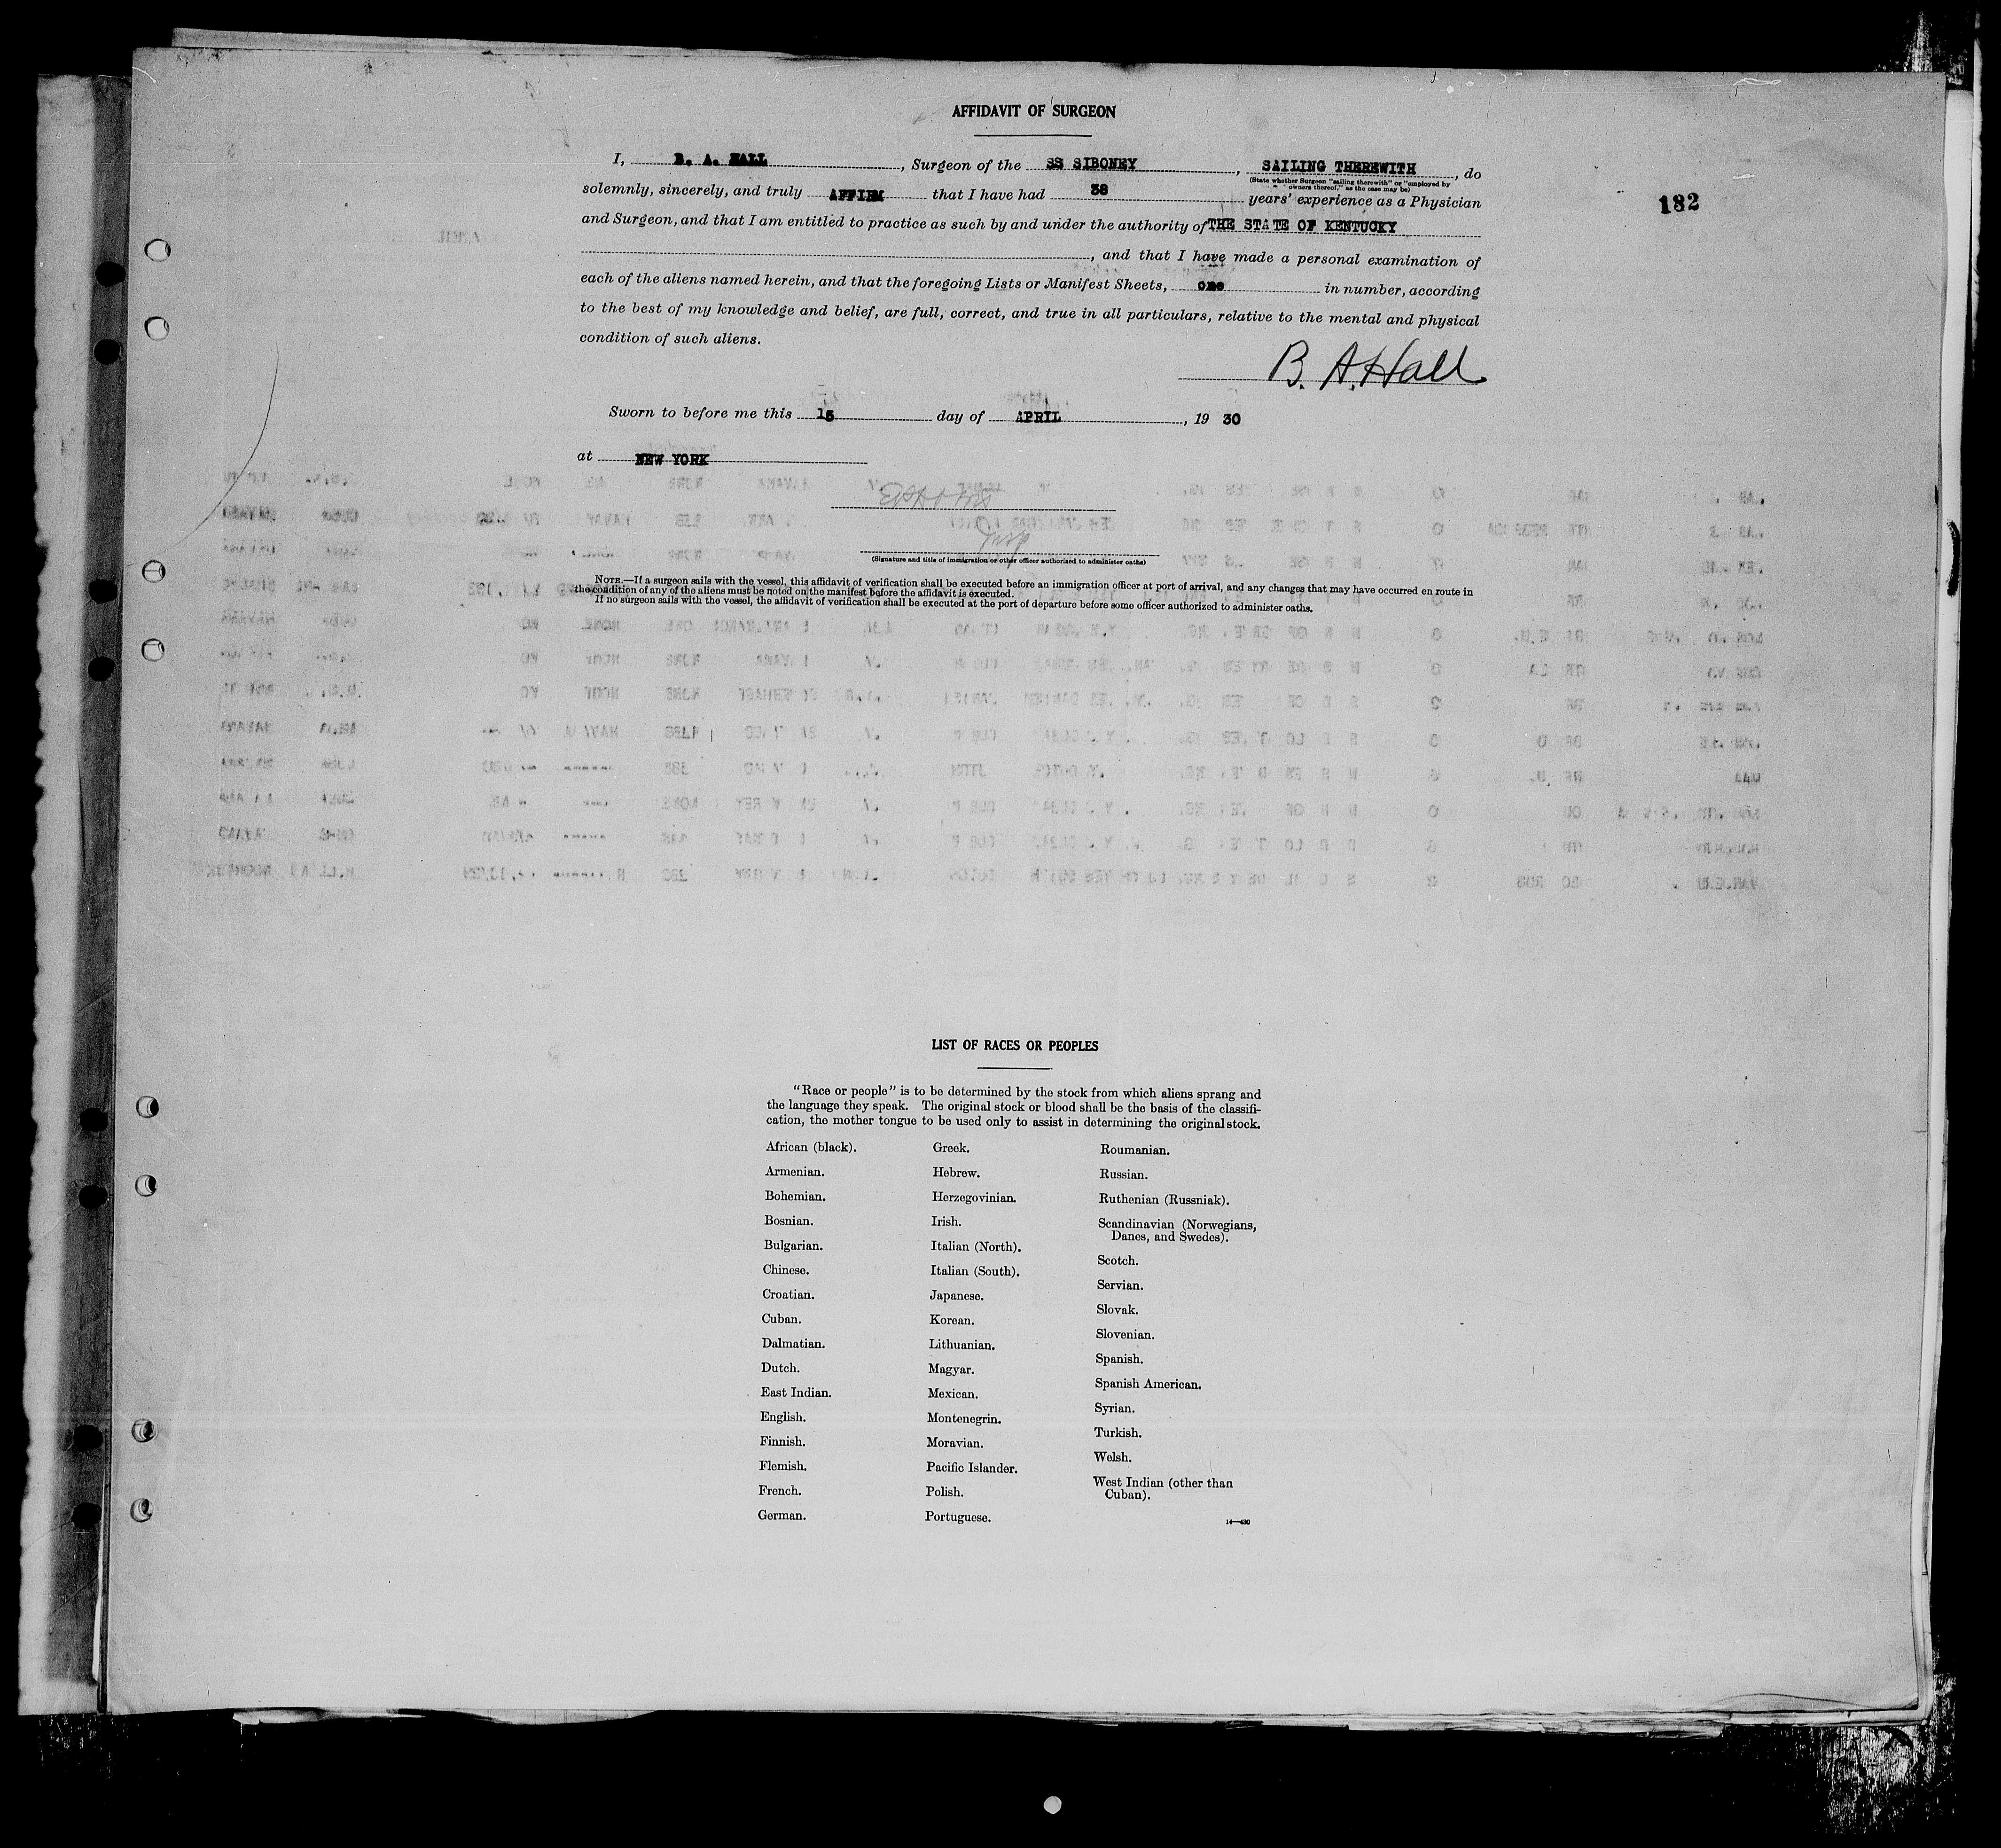 AFFIDAVIT OF SURGEON
182
I, B. A. HALL, Surgeon of the SS SIBONEY, SAILING THEREWITH, do
(State whether Surgeon "sailing therewith" or "employed by owners thereof," as the case may be)
solemnly, sincerely, and truly AFFIRM that I have had 38 years' experience as a Physician
and Surgeon, and that I am entitled to practice as such by and under the authority of THE STATE OF KENTUCKY
, and that I have made a personal examination of
each of the aliens named herein, and that the foregoing Lists or Manifest Sheets, one in number, according
to the best of my knowledge and belief, are full, correct, and true in all particulars, relative to the mental and physical
condition of such aliens.
B. A. Hall
Sworn to before me this 15 day of APRIL, 19 30
at NEW YORK
Insp
(Signature and title of immigration or other officer authorized to administer oaths)
NOTE.—If a surgeon sails with the vessel, this affidavit of verification shall be executed before an immigration officer at port of arrival, and any changes that may have occurred en route in
the condition of any of the aliens must be noted on the manifest before the affidavit is executed.
If no surgeon sails with the vessel, the affidavit of verification shall be executed at the port of departure before some officer authorized to administer oaths.
LIST OF RACES OR PEOPLES
"Race or people" is to be determined by the stock from which aliens sprang and
the language they speak. The original stock or blood shall be the basis of the classifi-
cation, the mother tongue to be used only to assist in determining the original stock.
African (black).
Armenian.
Bohemian.
Bosnian.
Bulgarian.
Chinese.
Croatian.
Cuban.
Dalmatian.
Dutch.
East Indian.
English.
Finnish.
Flemish.
French.
German.
Greek.
Hebrew.
Herzegovinian.
Irish.
Italian (North).
Italian (South).
Japanese.
Korean.
Lithuanian.
Magyar.
Mexican.
Montenegrin.
Moravian.
Pacific Islander.
Polish.
Portuguese.
Roumanian.
Russian.
Ruthenian (Russniak).
Scandinavian (Norwegians,
Danes, and Swedes).
Scotch.
Servian.
Slovak.
Slovenian.
Spanish.
Spanish American.
Syrian.
Turkish.
Welsh.
West Indian (other than
Cuban).
14—430